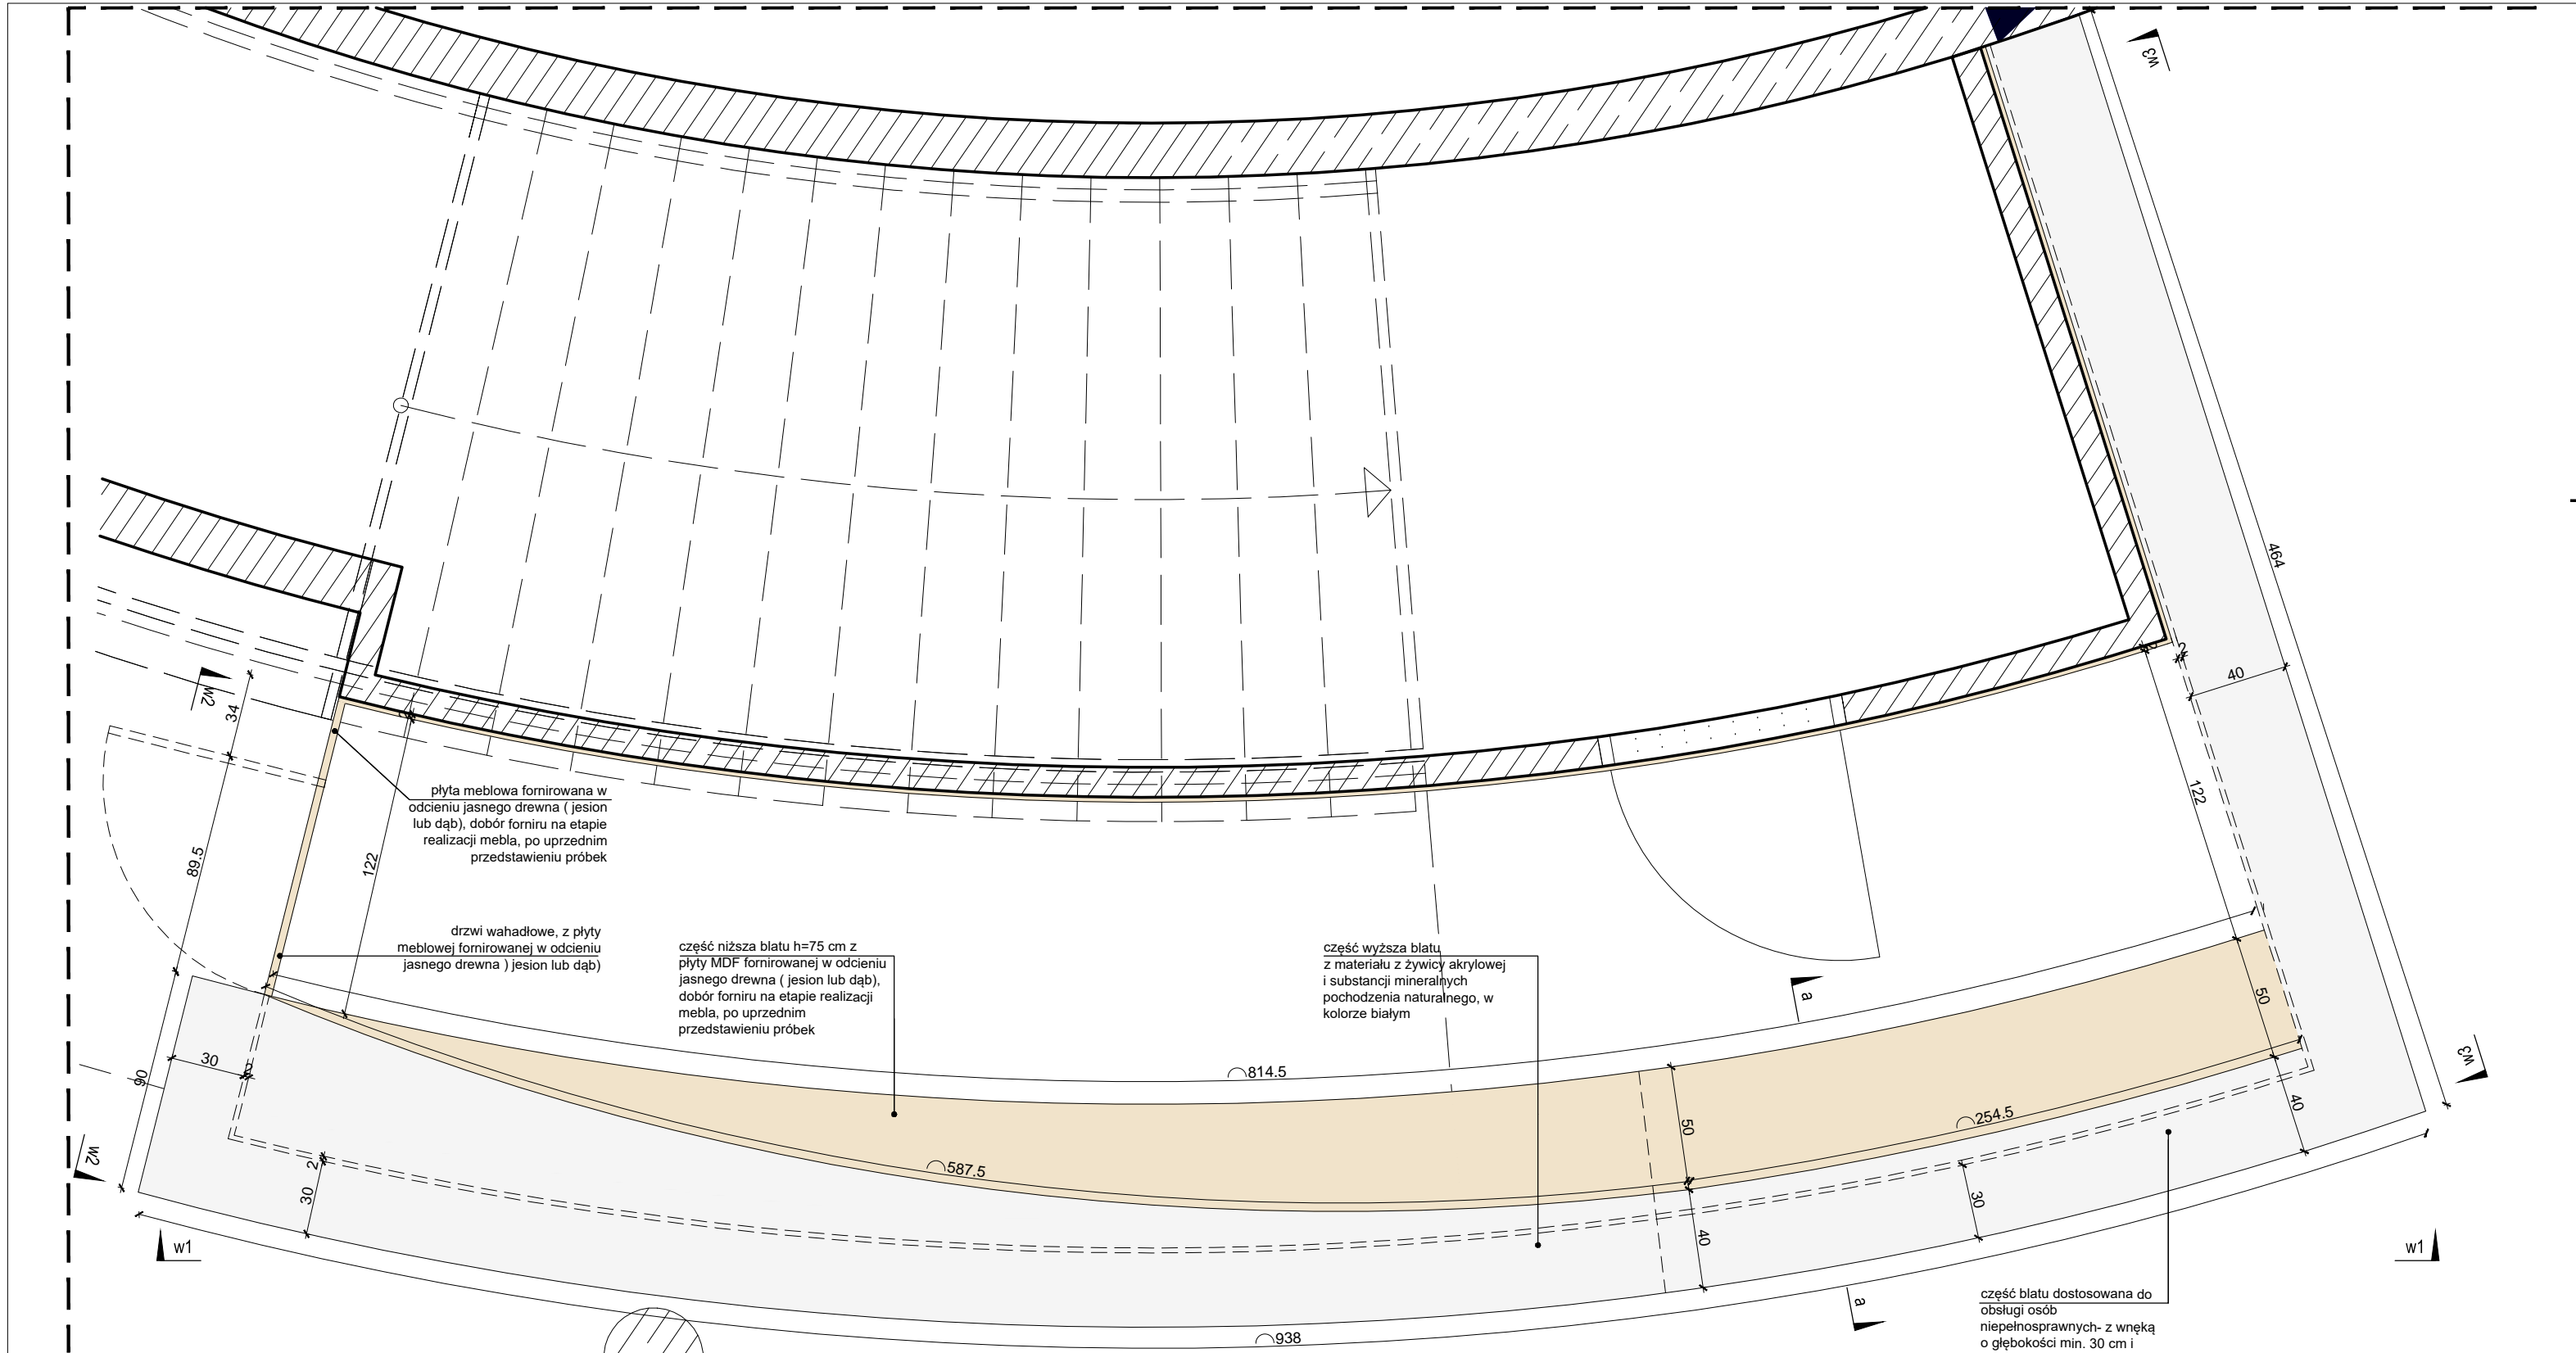 w3
464
40
2
2
w2
34
2
płyta meblowa fornirowana w
odcieniu jasnego drewna ( jesion
lub dąb), dobór forniru na etapie
realizacji mebla, po uprzednim
przedstawieniu próbek
89.5
122
122
drzwi wahadłowe, z płyty
meblowej fornirowanej w odcieniu
jasnego drewna ) jesion lub dąb)
część niższa blatu h=75 cm z
płyty MDF fornirowanej w odcieniu
jasnego drewna ( jesion lub dąb),
dobór forniru na etapie realizacji
mebla, po uprzednim
przedstawieniu próbek
część wyższa blatu
z materiału z żywicy akrylowej
i substancji mineralnych
pochodzenia naturalnego, w
kolorze białym
a
50
w3
30
2
90
814.5
254.5
40
50
587.5
w2
2
30
30
40
w1
w1
a
938
część blatu dostosowana do
obsługi osób
niepełnosprawnych- z wnęką
o głębokości min. 30 cm i